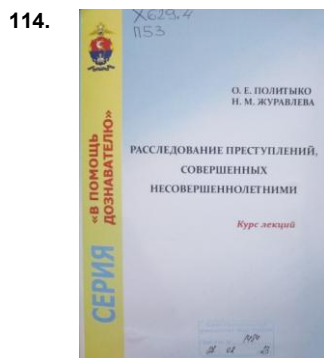 114.
Х629.4
П53
О. Е. ПОЛИТЫКО
Н. М. ЖУРАВЛЕВА
РАССЛЕДОВАНИЕ ПРЕСТУПЛЕНИЙ,
СОВЕРШЕННЫХ
НЕСОВЕРШЕННОЛЕТНИМИ
Курс лекций
СЕРИЯ
«В ПОМОЩЬ
ДОЗНАВАТЕЛЮ»